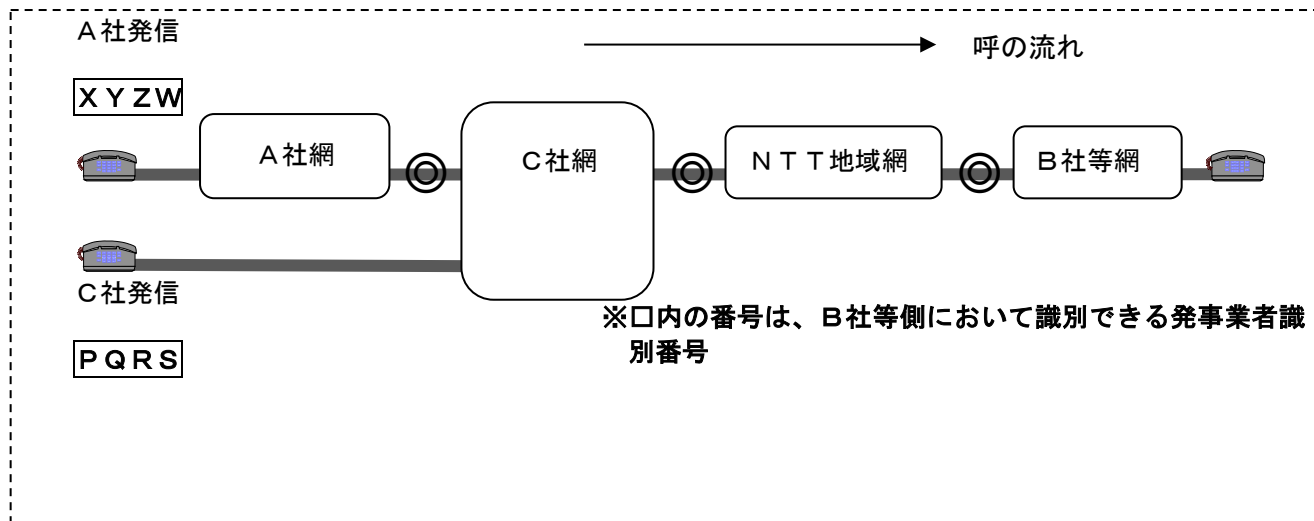 A社発信
呼の流れ
XYZW
A社網
C社網
NTT地域網
B社等網
C社発信
※口内の番号は、B社等側において識別できる発事業者識
別番号
PQRS